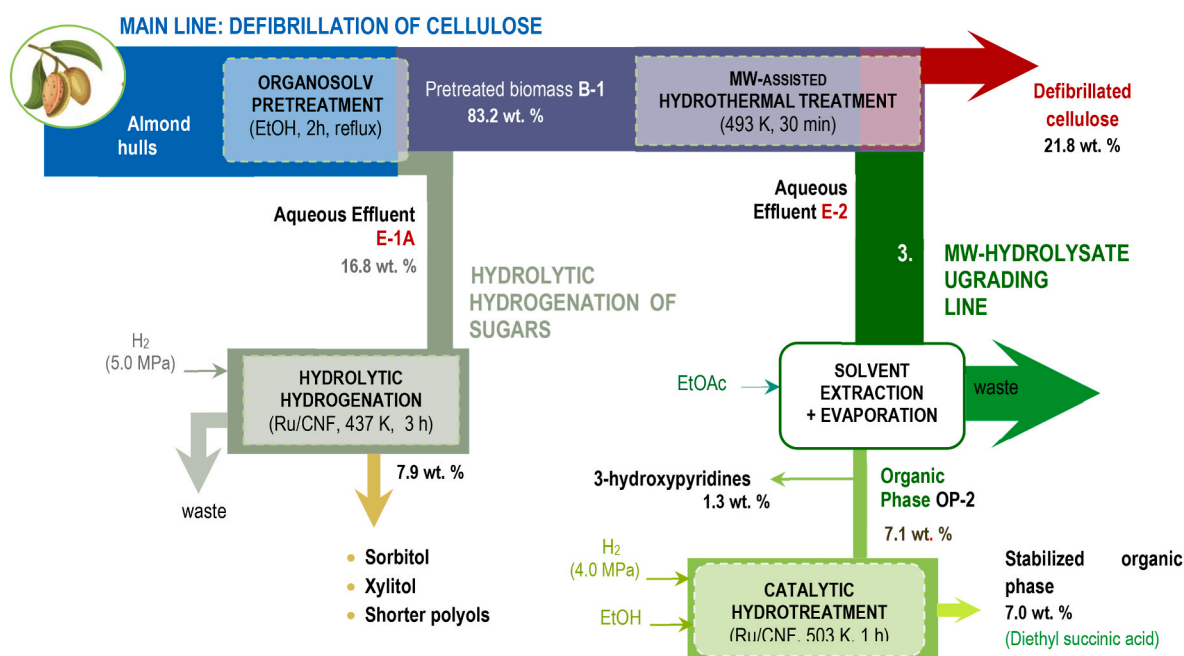 MAIN LINE: DEFIBRILLATION OF CELLULOSE
Almond
hulls
ORGANOSOLV
PRETREATMENT
(EtOH, 2h, reflux)
Pretreated biomass B-1
83.2 wt. %
MW-ASSISTED
HYDROTHERMAL TREATMENT
(493 K, 30 min)
Defibrillated
cellulose
21.8 wt. %
Aqueous Effluent
E-1A
16.8 wt. %
HYDROLYTIC
HYDROGENATION OF
SUGARS
Aqueous
Effluent E-2
3. MW-HYDROLYSATE
UGRADING
LINE
H2
(5.0 MPa)
HYDROLYTIC
HYDROGENATION
(Ru/CNF, 437 K, 3 h)
waste
7.9 wt. %
• Sorbitol
• Xylitol
• Shorter polyols
EtOAc
SOLVENT
EXTRACTION
+ EVAPORATION
waste
3-hydroxypyridines
1.3 wt. %
Organic
Phase OP-2
7.1 wt. %
H2
(4.0 MPa)
EtOH
CATALYTIC
HYDROTREATMENT
(Ru/CNF, 503 K, 1 h)
Stabilized organic
phase
7.0 wt. %
(Diethyl succinic acid)